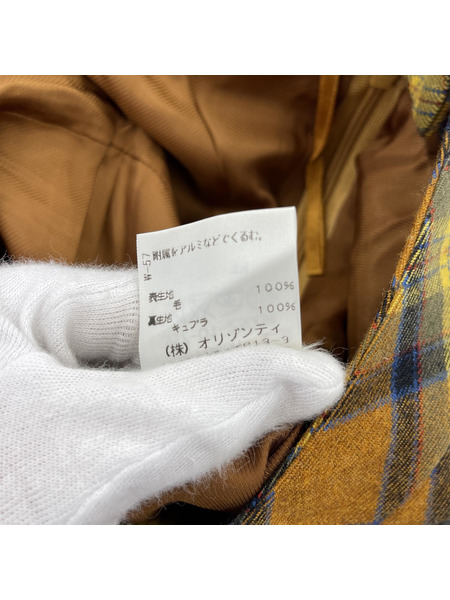 W-57
附属をアルミなどでくるむ。
表生地
毛 100%
裏生地
キュプラ 100%
(株) オリゾンティ